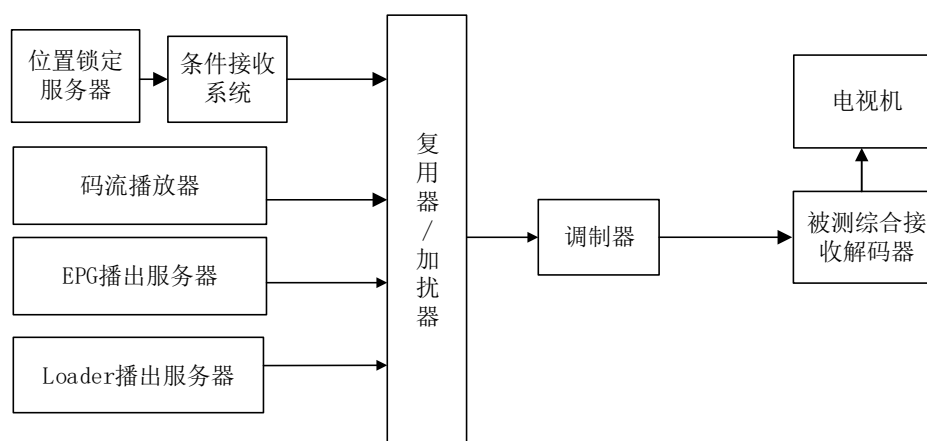 位置锁定
服务器
条件接收
系统
码流播放器
EPG播出服务器
Loader播出服务器
复
用
器
/
加
扰
器
调制器
电视机
被测综合接
收解码器